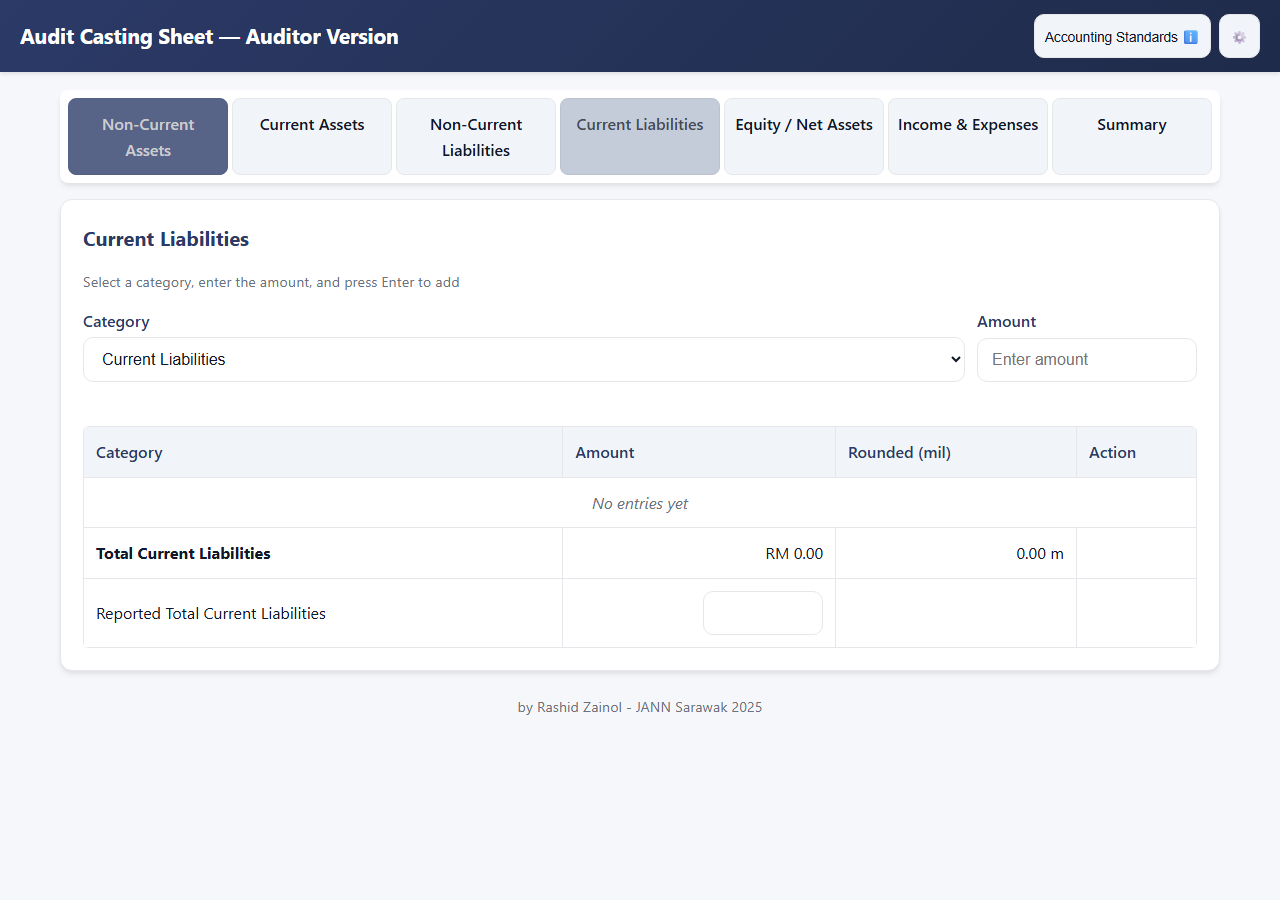 Audit Casting Sheet — Auditor Version
Accounting Standards ℹ️
Non-Current
Assets
Current Assets
Non-Current
Liabilities
Current Liabilities
Equity / Net Assets
Income & Expenses
Summary
Current Liabilities
Select a category, enter the amount, and press Enter to add
Category
Amount
Current Liabilities
Enter amount
Category
Amount
Rounded (mil)
Action
No entries yet
Total Current Liabilities
RM 0.00
0.00 m
Reported Total Current Liabilities
by Rashid Zainol - JANN Sarawak 2025